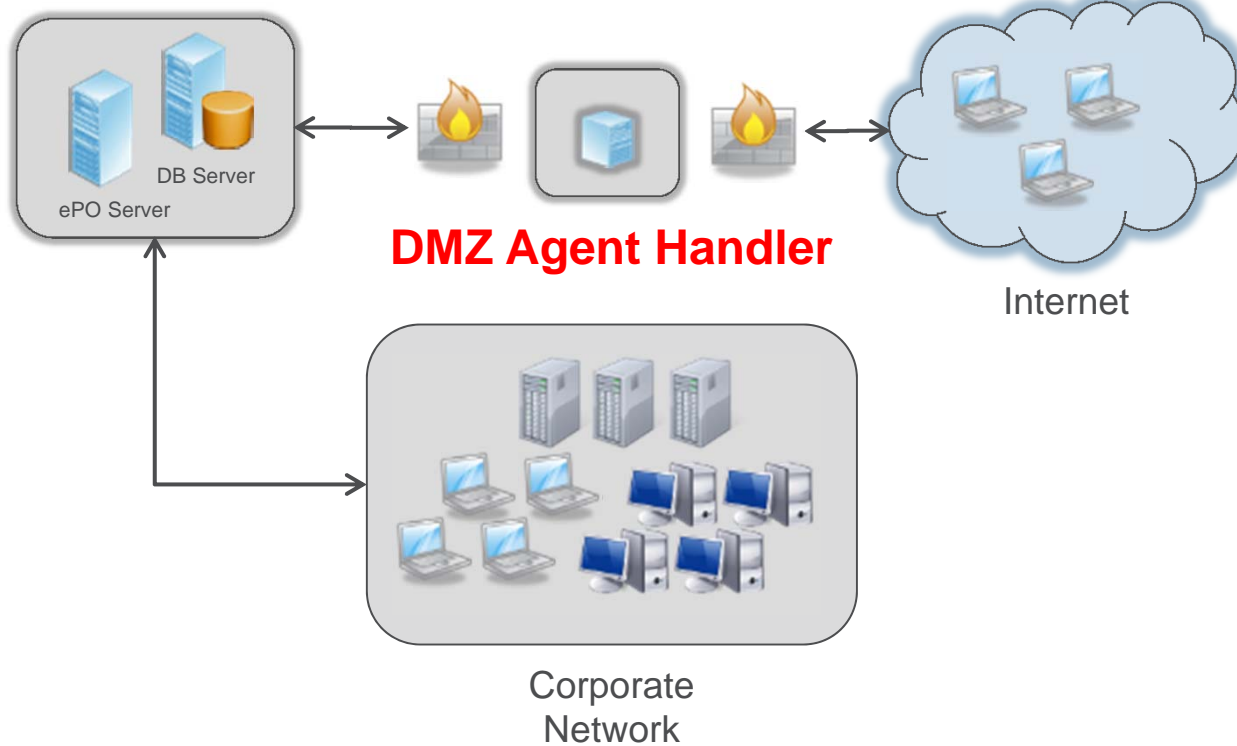 DB Server
ePO Server
DMZ Agent Handler
Internet
Corporate
Network